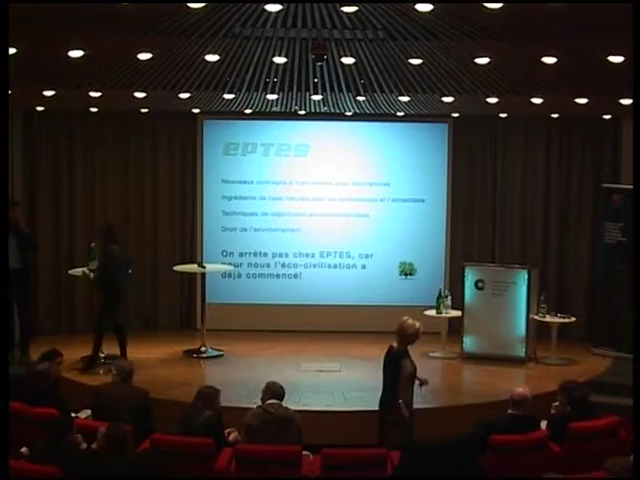 EPTES
Nouveaux concepts d'instruments pour laboratoires
Ingrédients de base naturels pour les cosmétiques et l'alimentaire
Techniques de dépollution environnementales
Droit de l'environnement...
On arrête pas chez EPTES, car
pour nous l'éco-civilisation a
déjà commencé!